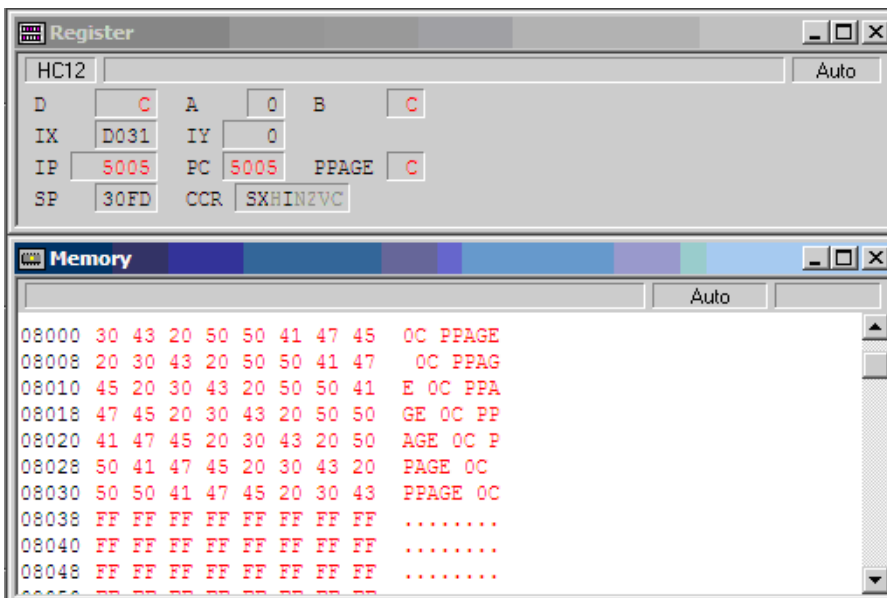 Register
HC12 Auto
D C A 0 B C
IX D031 IY 0
IP 5005 PC 5005 PPAGE C
SP 30FD CCR SXHINZVC
Memory
Auto
08000 30 43 20 50 50 41 47 45 0C PPAGE
08008 20 30 43 20 50 50 41 47 0C PPAG
08010 45 20 30 43 20 50 50 41 E 0C PPA
08018 47 45 20 30 43 20 50 50 GE 0C PP
08020 41 47 45 20 30 43 20 50 AGE 0C P
08028 50 41 47 45 20 30 43 20 PAGE 0C
08030 50 50 41 47 45 20 30 43 PPAGE 0C
08038 FF FF FF FF FF FF FF FF ........
08040 FF FF FF FF FF FF FF FF ........
08048 FF FF FF FF FF FF FF FF ........